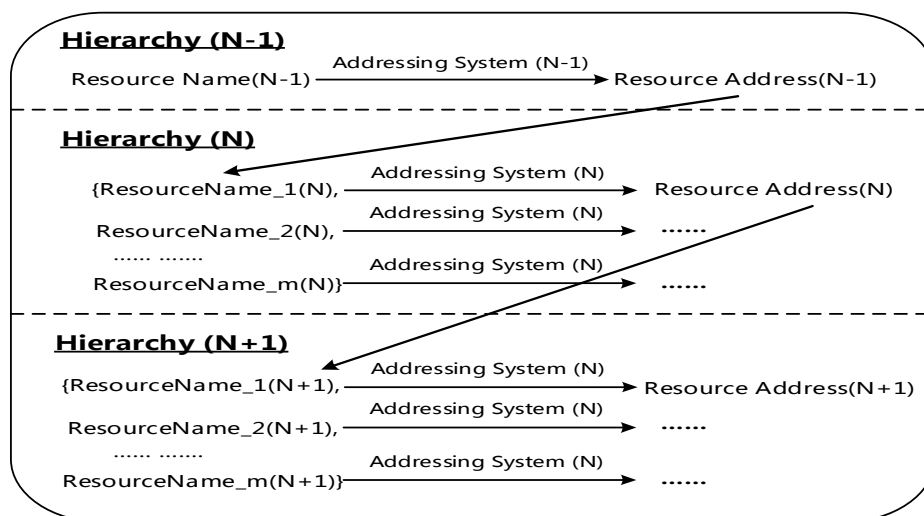 Hierarchy (N-1)
Addressing System (N-1)
Resource Name(N-1)
Resource Address(N-1)
Hierarchy (N)
Addressing System (N)
{ResourceName_1(N),
Resource Address(N)
Addressing System (N)
ResourceName_2(N),
......
...... .......
Addressing System (N)
ResourceName_m(N)}
......
Hierarchy (N+1)
Addressing System (N)
{ResourceName_1(N+1),
Resource Address(N+1)
Addressing System (N)
ResourceName_2(N+1),
......
...... .......
Addressing System (N)
ResourceName_m(N+1)}
......